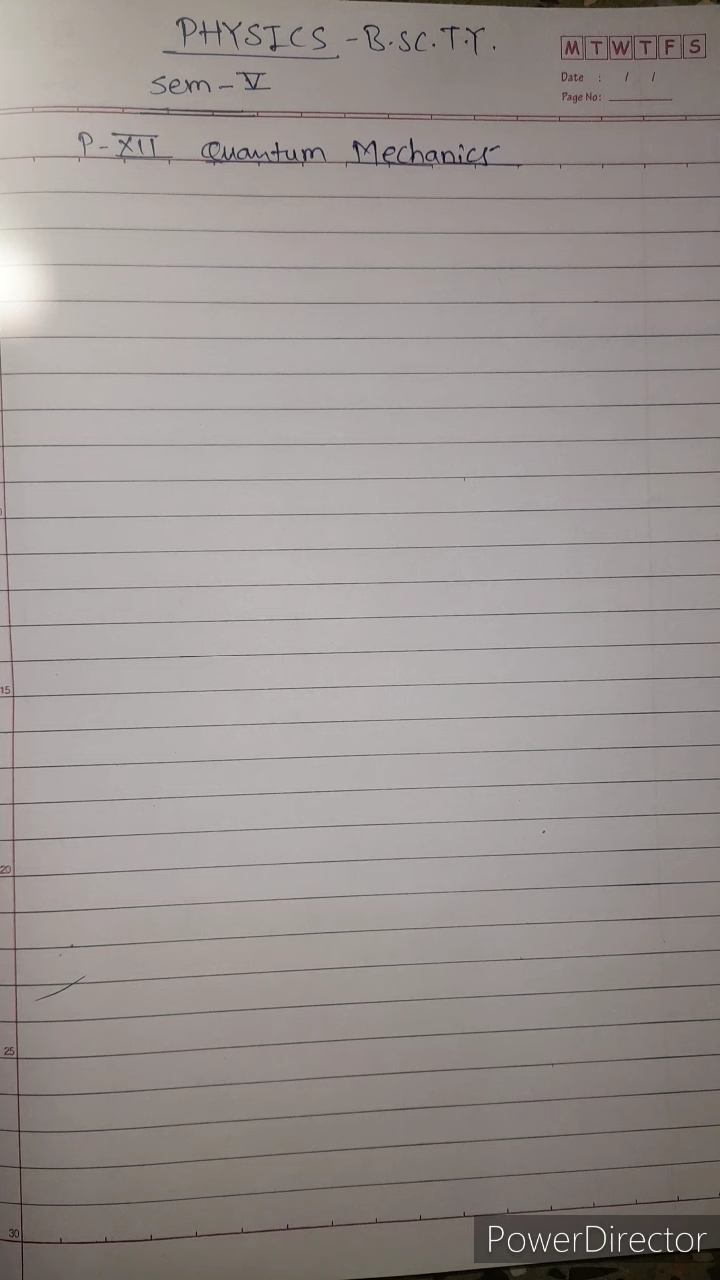 PHYSICS - B.SC.T.Y.
M T W T F S
sem - V
Date : / /
Page No:
P-XII Quantum Mechanics
15
20
25
30
PowerDirector